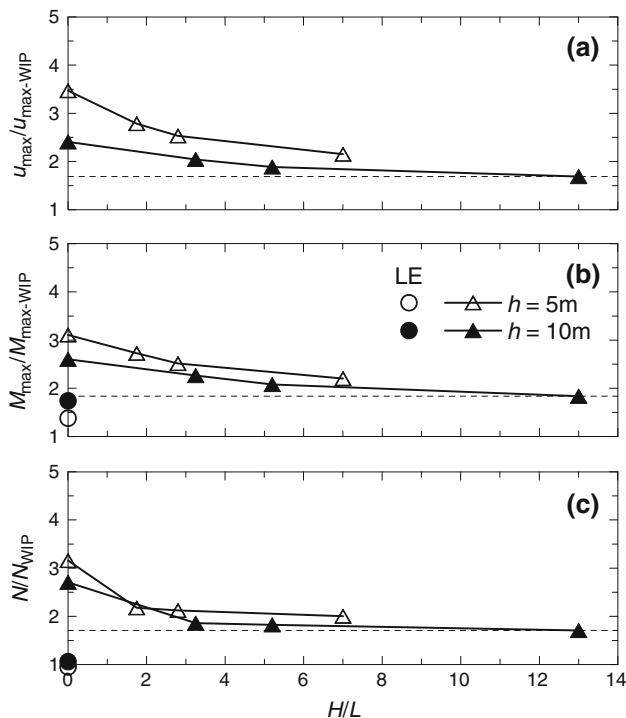 5
(a)
4
3
2
1
u_max/u_max-WIP
5
(b)
LE
h = 5m
h = 10m
4
3
2
1
M_max/M_max-WIP
5
(c)
4
3
2
1
N/N_WIP
0 2 4 6 8 10 12 14
H/L